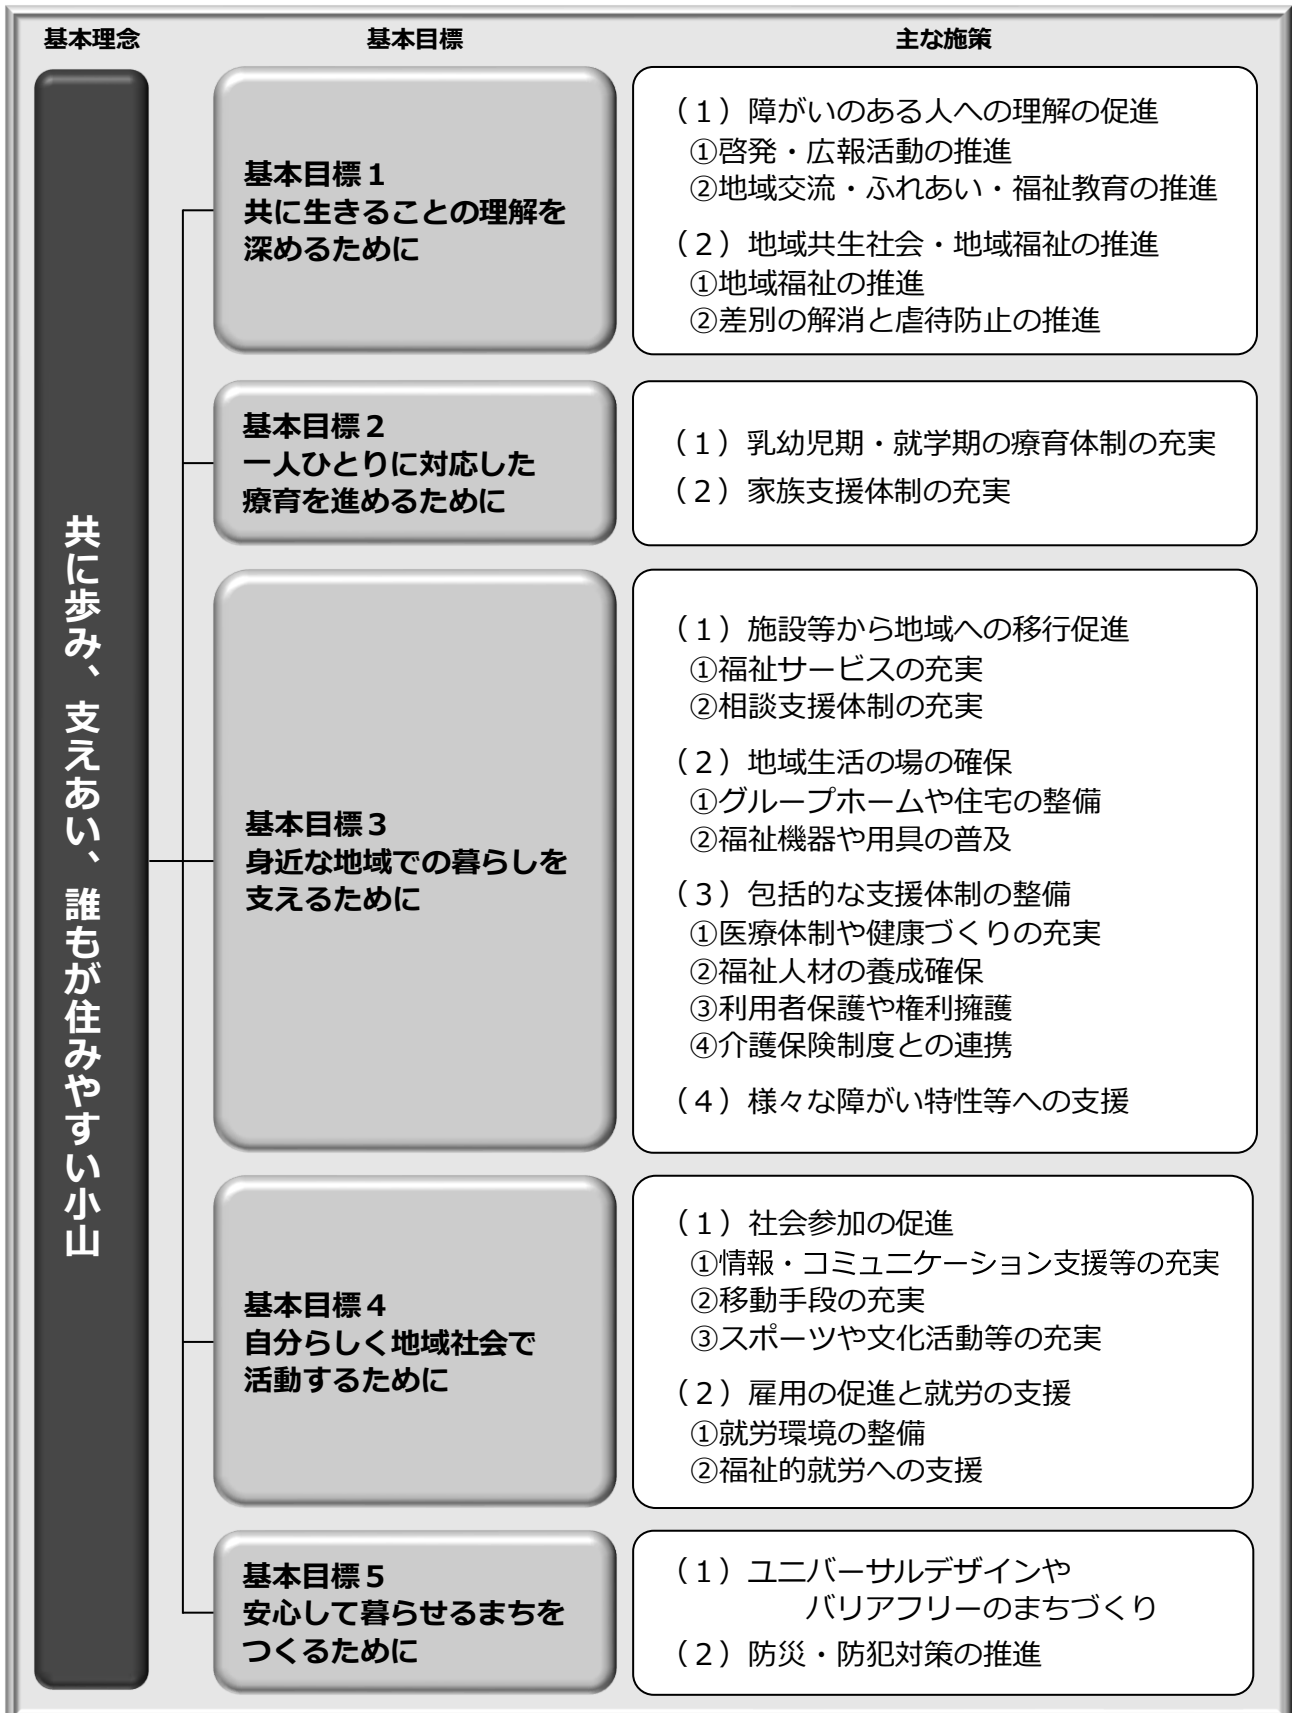 基本理念
基本目標
主な施策
共に歩み、支えあい、誰もが住みやすい小山
基本目標１
共に生きることの理解を
深めるために
（１）障がいのある人への理解の促進
①啓発・広報活動の推進
②地域交流・ふれあい・福祉教育の推進
（２）地域共生社会・地域福祉の推進
①地域福祉の推進
②差別の解消と虐待防止の推進
基本目標２
一人ひとりに対応した
療育を進めるために
（１）乳幼児期・就学期の療育体制の充実
（２）家族支援体制の充実
基本目標３
身近な地域での暮らしを
支えるために
（１）施設等から地域への移行促進
①福祉サービスの充実
②相談支援体制の充実
（２）地域生活の場の確保
①グループホームや住宅の整備
②福祉機器や用具の普及
（３）包括的な支援体制の整備
①医療体制や健康づくりの充実
②福祉人材の養成確保
③利用者保護や権利擁護
④介護保険制度との連携
（４）様々な障がい特性等への支援
基本目標４
自分らしく地域社会で
活動するために
（１）社会参加の促進
①情報・コミュニケーション支援等の充実
②移動手段の充実
③スポーツや文化活動等の充実
（２）雇用の促進と就労の支援
①就労環境の整備
②福祉的就労への支援
基本目標５
安心して暮らせるまちを
つくるために
（１）ユニバーサルデザインや
バリアフリーのまちづくり
（２）防災・防犯対策の推進